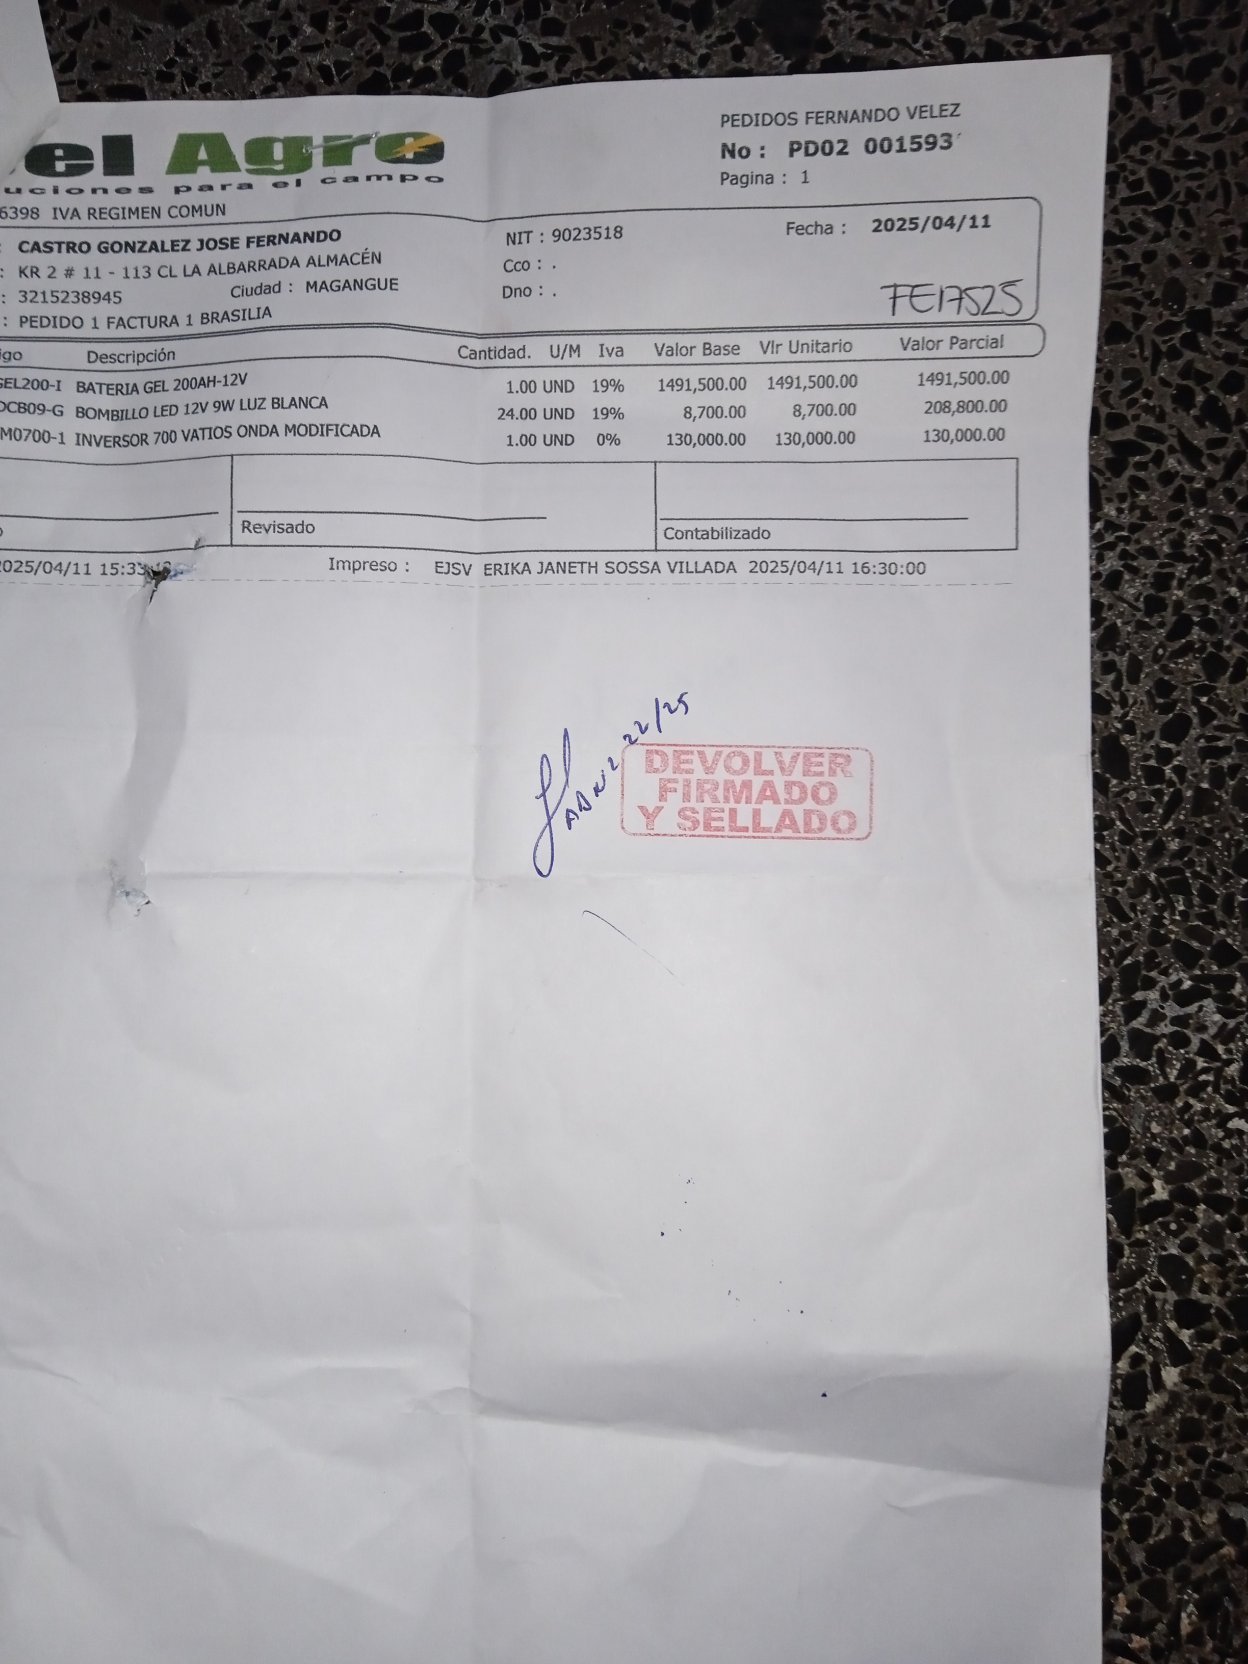 el Agro
uciones para el campo
PEDIDOS FERNANDO VELEZ
No : PD02 001593
Pagina : 1
6398 IVA REGIMEN COMUN
: CASTRO GONZALEZ JOSE FERNANDO
NIT : 9023518
Fecha : 2025/04/11
: KR 2 # 11 - 113 CL LA ALBARRADA ALMACÉN
Cco : .
: 3215238945 Ciudad : MAGANGUE
Dno : .
FE17525
: PEDIDO 1 FACTURA 1 BRASILIA
igo Descripción Cantidad. U/M Iva Valor Base Vlr Unitario Valor Parcial
GEL200-I BATERIA GEL 200AH-12V 1.00 UND 19% 1491,500.00 1491,500.00 1491,500.00
DCB09-G BOMBILLO LED 12V 9W LUZ BLANCA 24.00 UND 19% 8,700.00 8,700.00 208,800.00
M0700-1 INVERSOR 700 VATIOS ONDA MODIFICADA 1.00 UND 0% 130,000.00 130,000.00 130,000.00
Revisado
Contabilizado
2025/04/11 15:33 Impreso : EJSV ERIKA JANETH SOSSA VILLADA 2025/04/11 16:30:00
22/25
DEVOLVER
FIRMADO
Y SELLADO